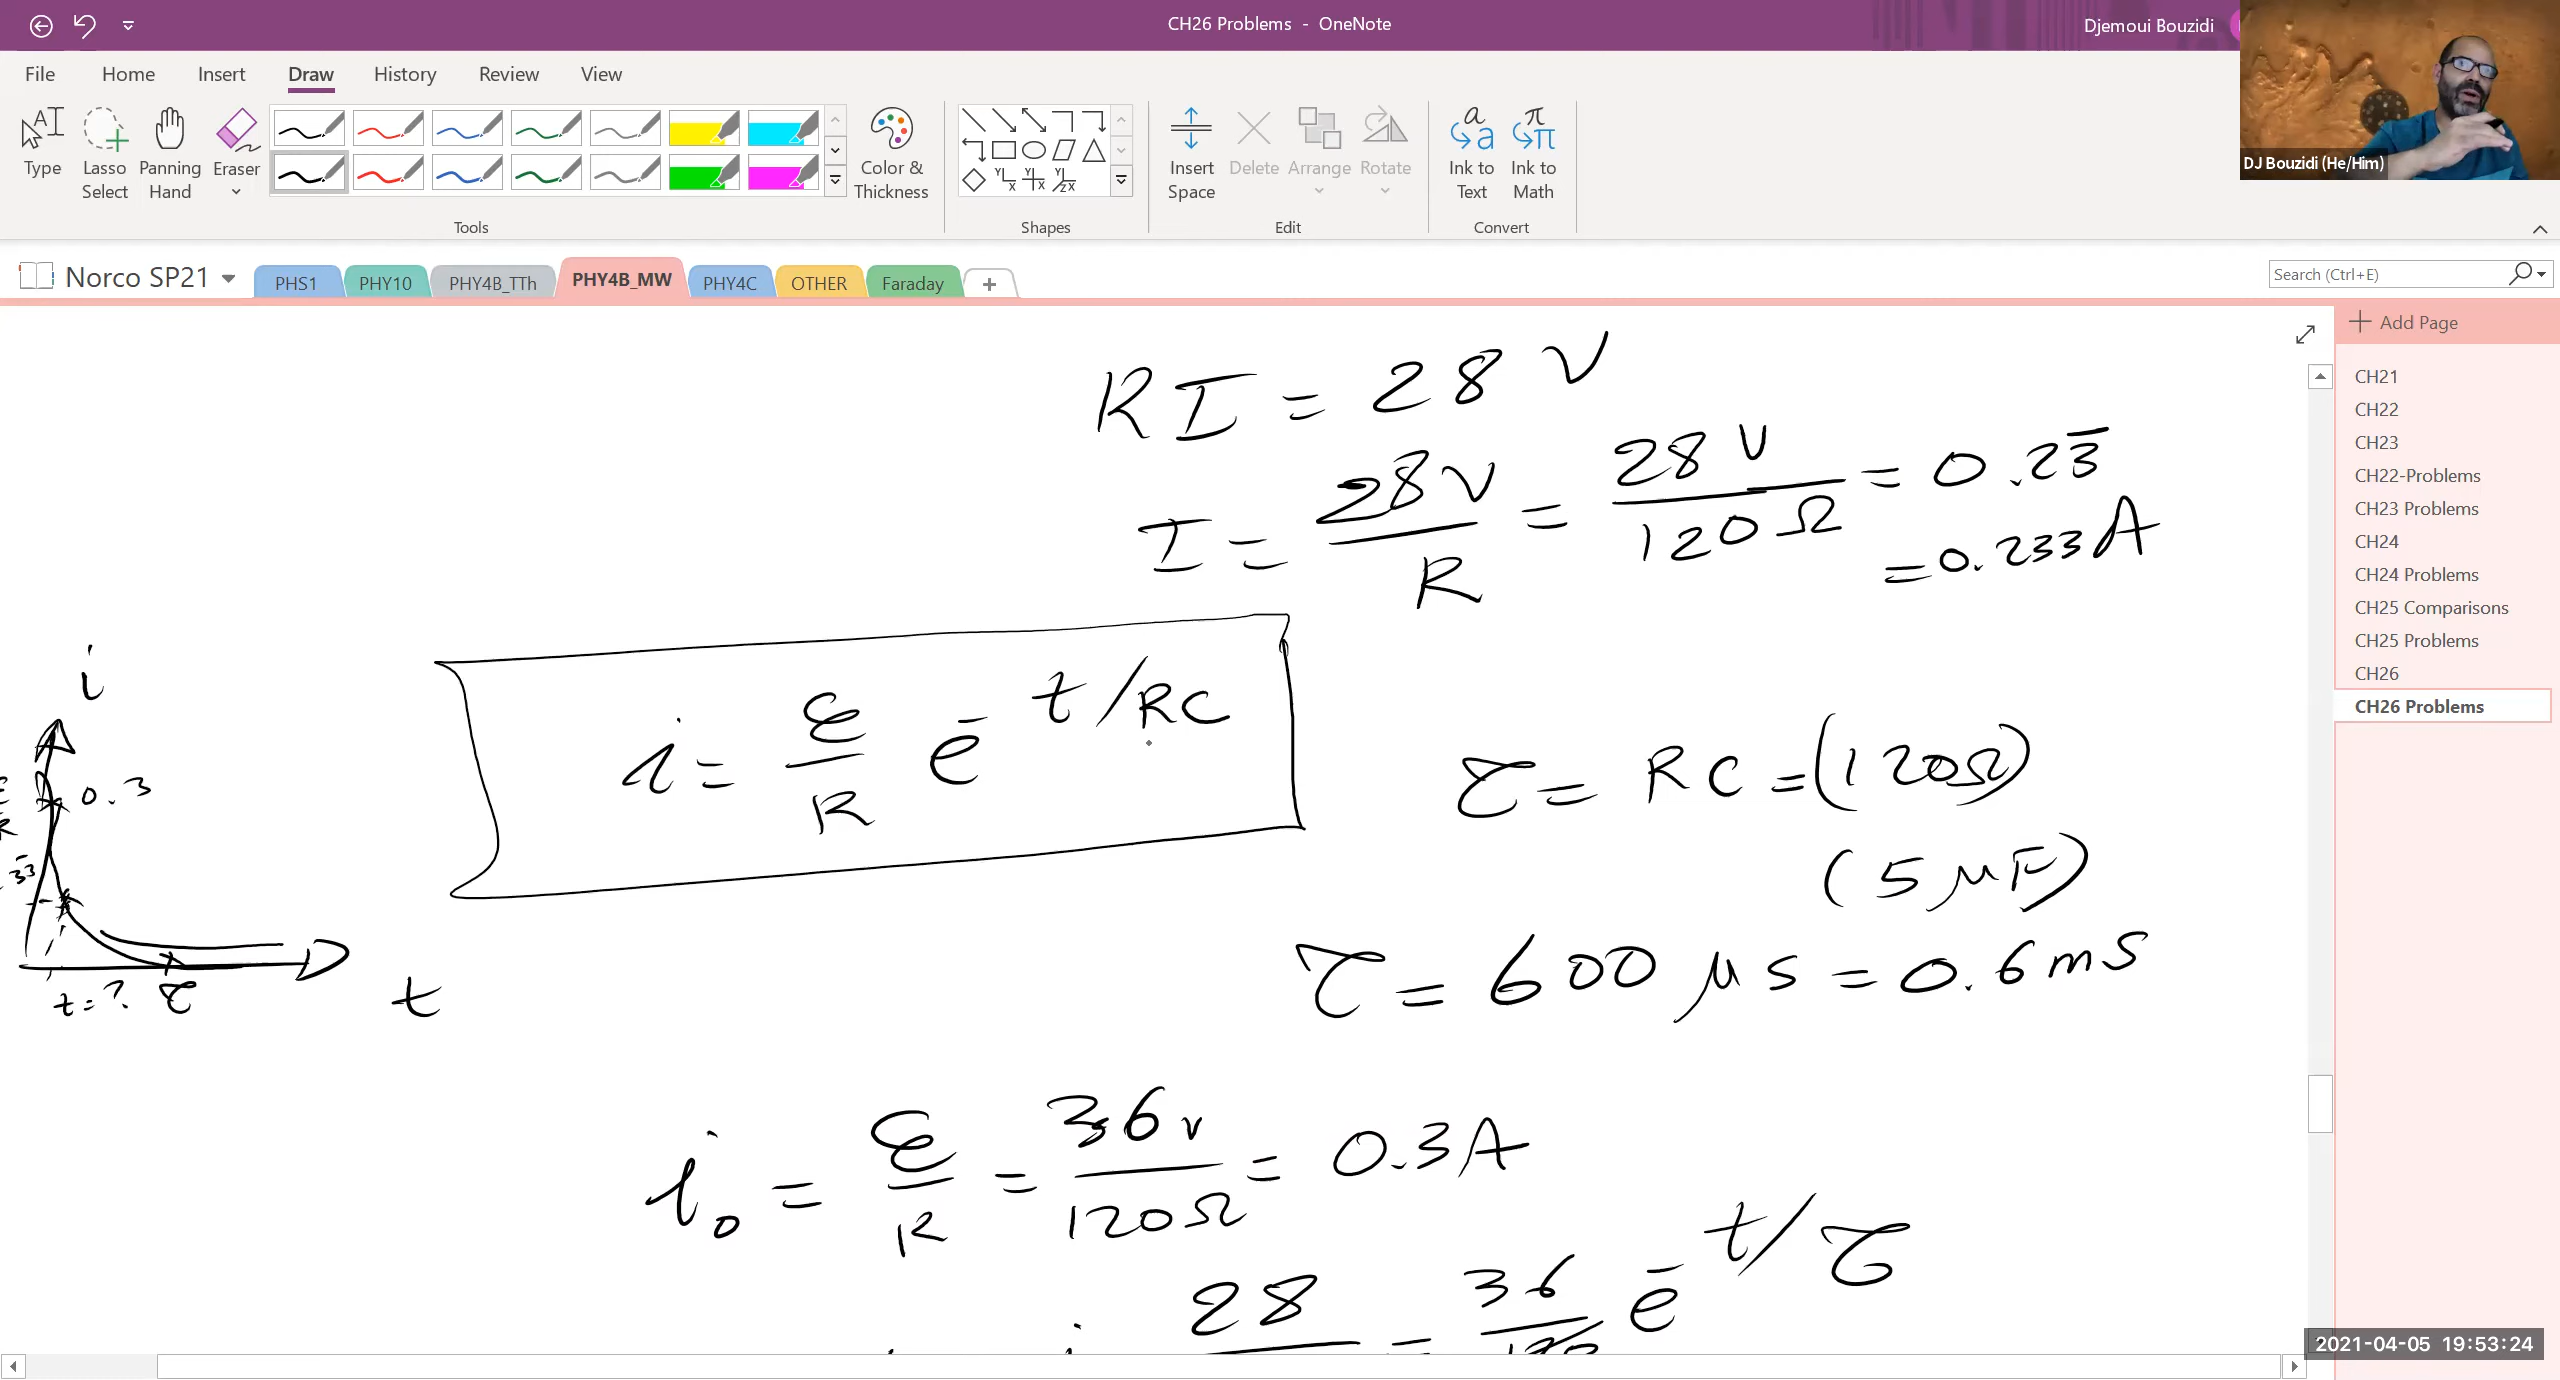 CH26 Problems - OneNote
Djemoui Bouzidi
File Home Insert Draw History Review View
Type
Lasso Select
Panning Hand
Eraser
Color & Thickness
Insert Space
Delete
Arrange
Rotate
a
a
Ink to Text
π
π
Ink to Math
DJ Bouzidi (He/Him)
Tools
Shapes
Edit
Convert
Norco SP21
PHS1 PHY10 PHY4B_TTh PHY4B_MW PHY4C OTHER Faraday +
Search (Ctrl+E)
Add Page
CH21
CH22
CH23
CH22-Problems
CH23 Problems
CH24
CH24 Problems
CH25 Comparisons
CH25 Problems
CH26
CH26 Problems
RI = 28 V
I = 28V/R = 28 V/120Ω = 0.23̅
= 0.233A
i
0.3
t=? τ
t
i = ℰ/R e^-t/RC
τ = RC = (120Ω)
(5 μF)
τ = 600 μs = 0.6 ms
i₀ = ℰ/R = 36v/120Ω = 0.3A
28 = 36 e^-t/τ
2021-04-05 19:53:24